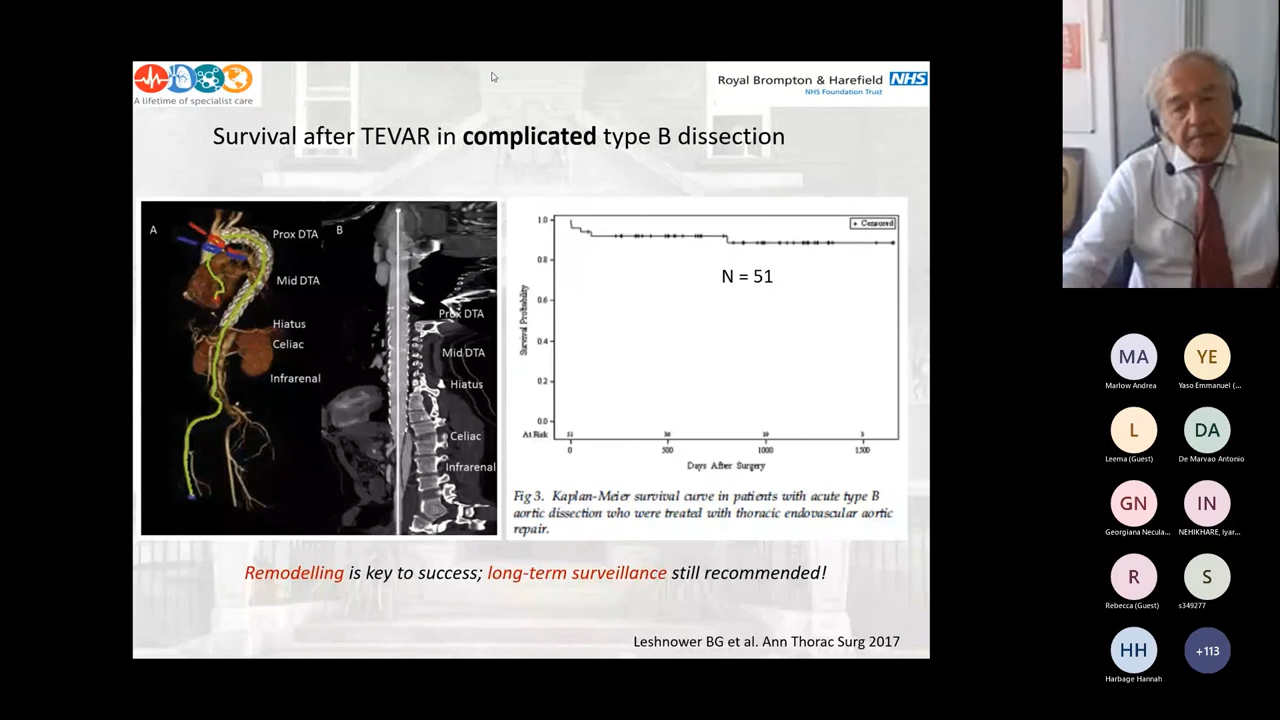 A lifetime of specialist care
Royal Brompton & Harefield NHS
NHS Foundation Trust
Survival after TEVAR in complicated type B dissection
A
Prox DTA
Mid DTA
Hiatus
Celiac
Infrarenal
B
Prox DTA
Mid DTA
Hiatus
Celiac
Infrarenal
+ Censored
N = 51
Survival Probability
1.0
0.8
0.6
0.4
0.2
0.0
At Risk
0
500
1000
1500
Days After Surgery
Fig 3. Kaplan-Meier survival curve in patients with acute type B
aortic dissection who were treated with thoracic endovascular aortic
repair.
Remodelling is key to success; long-term surveillance still recommended!
Leshnower BG et al. Ann Thorac Surg 2017
MA
Marlow Andrea
YE
Yaso Emmanuel (...
L
Leema (Guest)
DA
De Marvao Antonio
GN
Georgiana Necula...
IN
NEHIKHARE, Iyar...
R
Rebecca (Guest)
S
s349277
HH
Harbage Hannah
+113